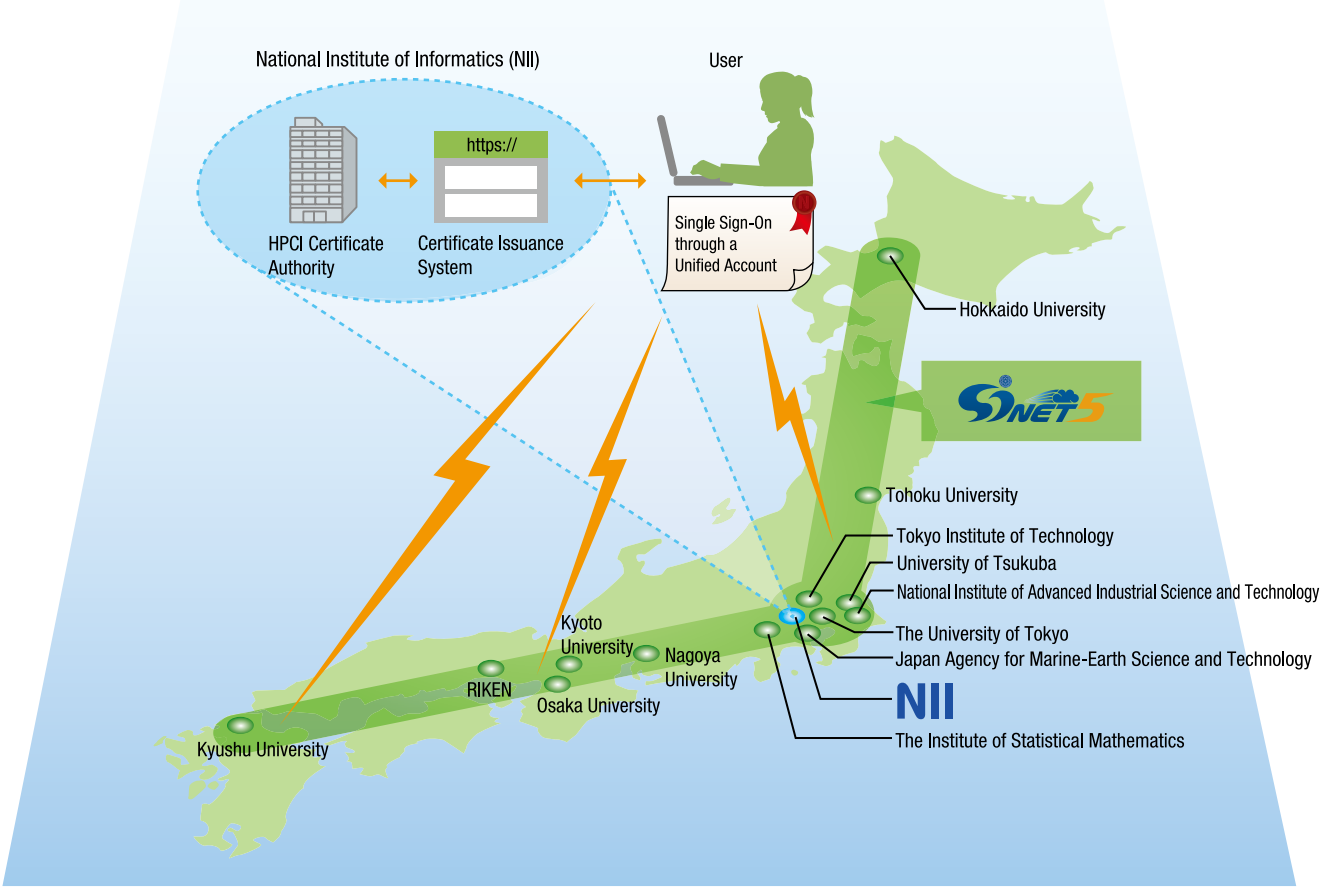 National Institute of Informatics (NII)
User
https://
HPCI Certificate
Authority
Certificate Issuance
System
Single Sign-On
through a
Unified Account
Hokkaido University
SINET5
Tohoku University
Tokyo Institute of Technology
University of Tsukuba
National Institute of Advanced Industrial Science and Technology
The University of Tokyo
Japan Agency for Marine-Earth Science and Technology
NII
The Institute of Statistical Mathematics
Kyoto
University
Nagoya
University
RIKEN
Osaka University
Kyushu University